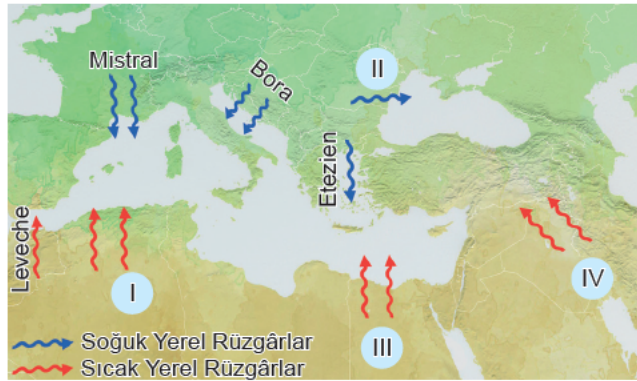 Mistral
Bora
II
Etezien
Leveche
I
III
IV
Soğuk Yerel Rüzgârlar
Sıcak Yerel Rüzgârlar